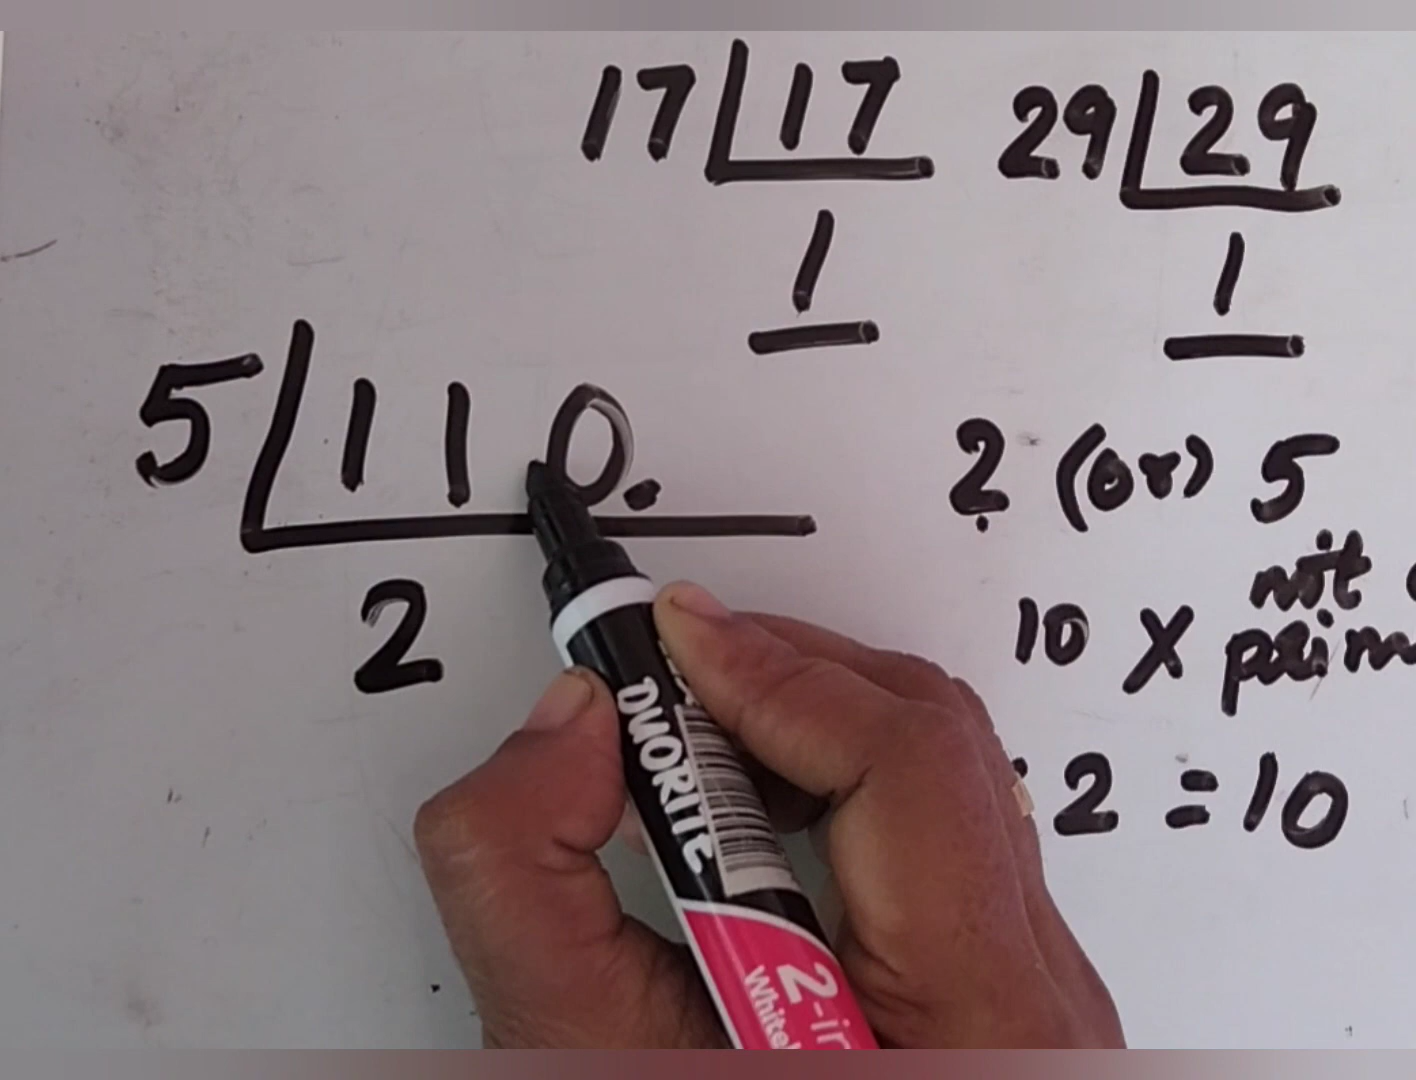 17 17 29 29
1 1
5 110.
2 (or) 5
2
not
10 X prim
2 = 10
DUORITE
2-in
White